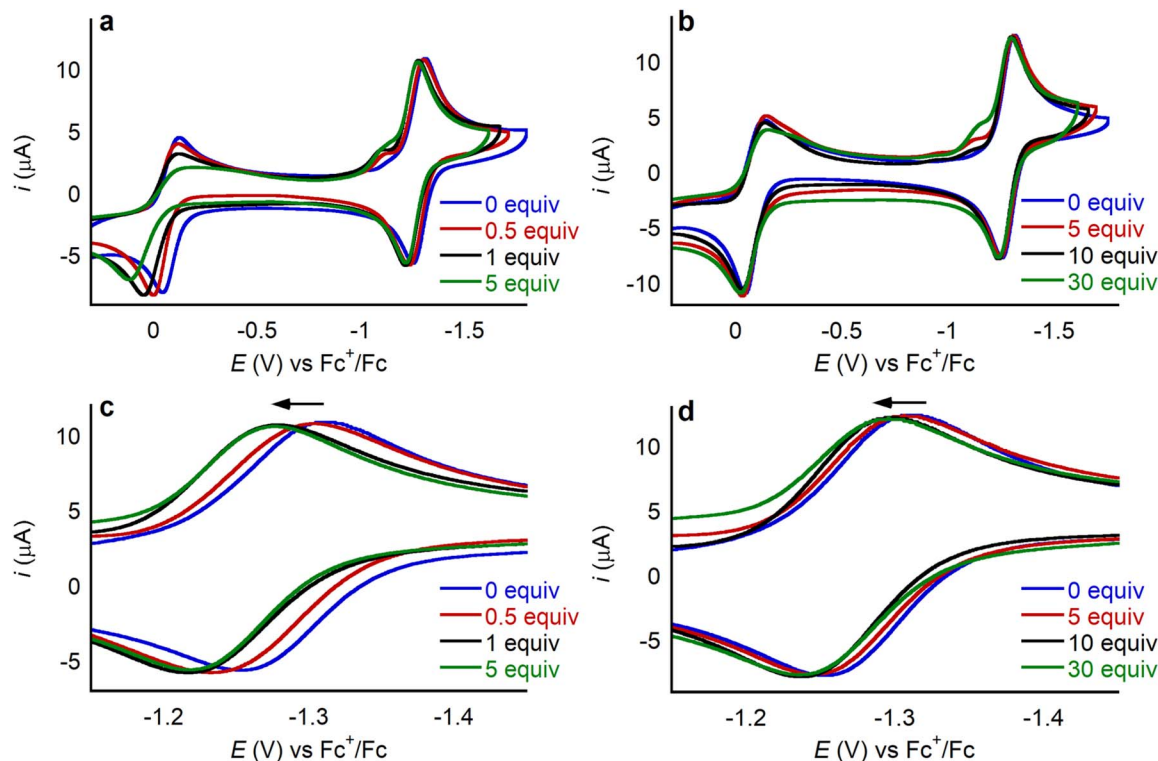 a
10
5
0
-5
i (μA)
0 equiv
0.5 equiv
1 equiv
5 equiv
0 -0.5 -1 -1.5
E (V) vs Fc⁺/Fc
b
10
5
0
-5
-10
i (μA)
0 equiv
5 equiv
10 equiv
30 equiv
0 -0.5 -1 -1.5
E (V) vs Fc⁺/Fc
c
10
5
0
-5
i (μA)
0 equiv
0.5 equiv
1 equiv
5 equiv
-1.2 -1.3 -1.4
E (V) vs Fc⁺/Fc
d
10
5
0
-5
i (μA)
0 equiv
5 equiv
10 equiv
30 equiv
-1.2 -1.3 -1.4
E (V) vs Fc⁺/Fc